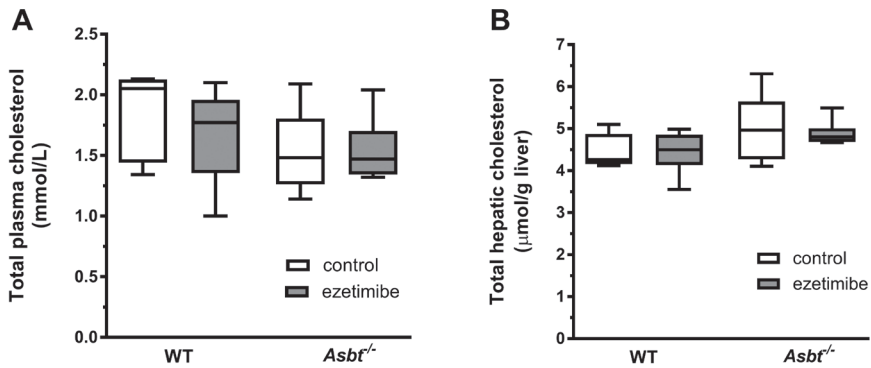 A
Total plasma cholesterol
(mmol/L)
2.5
2.0
1.5
1.0
0.5
0.0
control
ezetimibe
WT
Asbt-/-
B
Total hepatic cholesterol
(μmol/g liver)
7
6
5
4
3
2
1
0
control
ezetimibe
WT
Asbt-/-